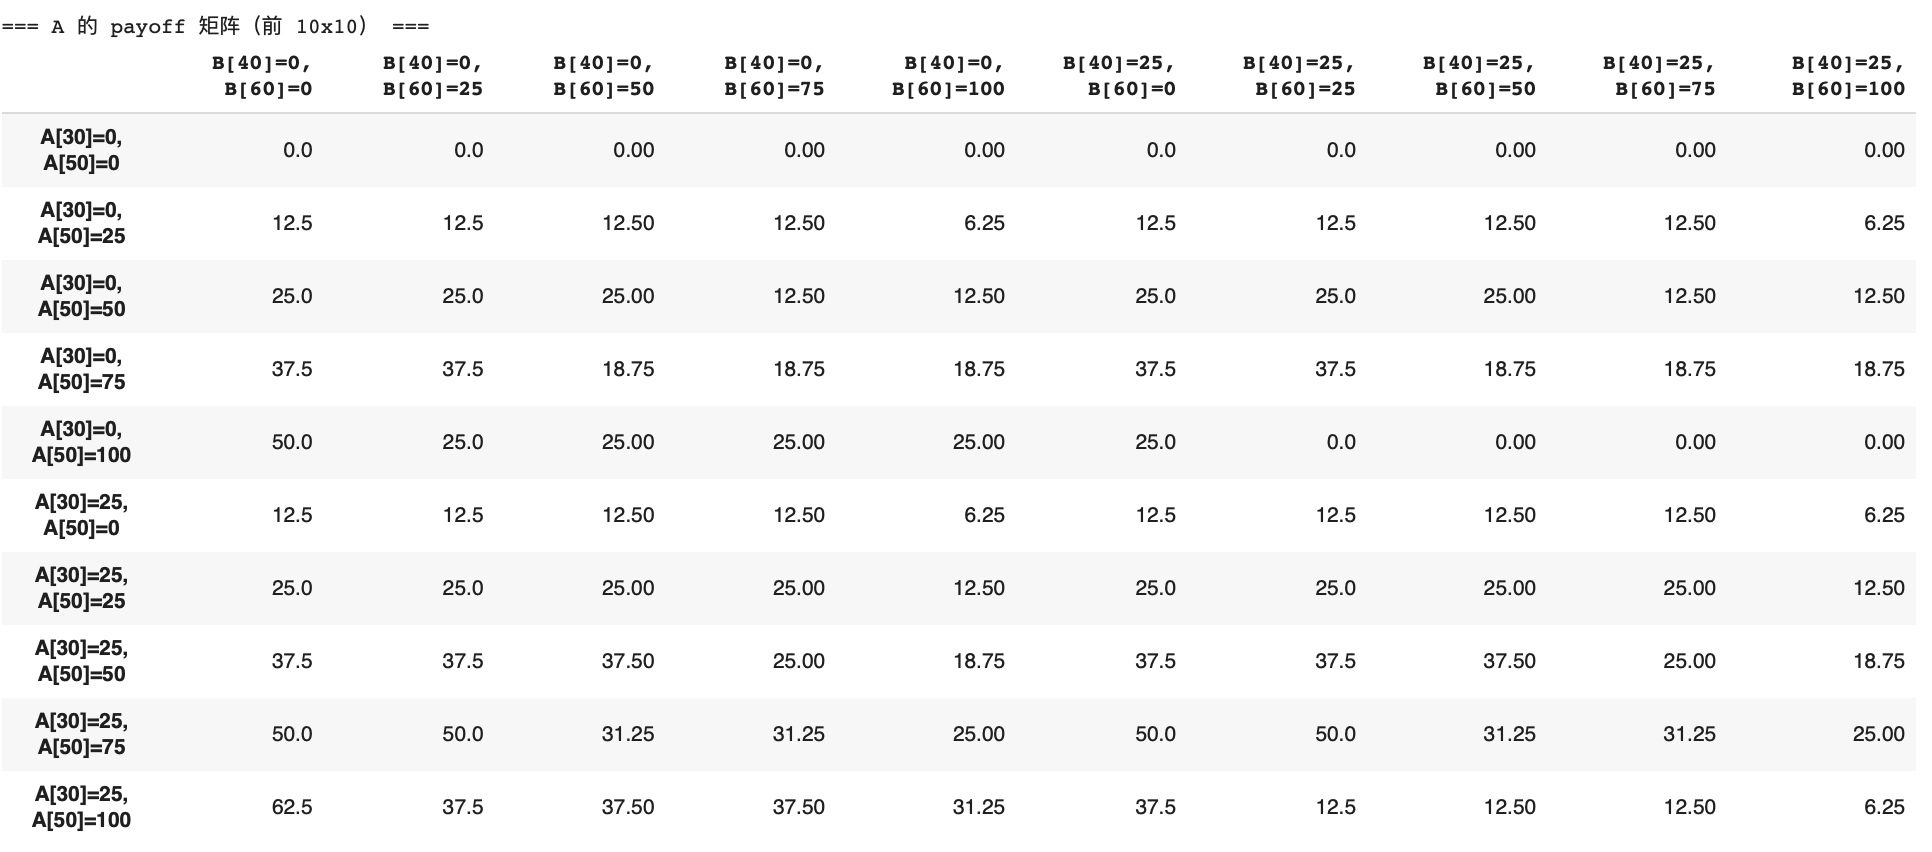 === A 的 payoff 矩阵（前 10x10） ===
B[40]=0, B[40]=0, B[40]=0, B[40]=0, B[40]=0, B[40]=25, B[40]=25, B[40]=25, B[40]=25, B[40]=25,
B[60]=0 B[60]=25 B[60]=50 B[60]=75 B[60]=100 B[60]=0 B[60]=25 B[60]=50 B[60]=75 B[60]=100
A[30]=0,
A[50]=0
0.0 0.0 0.00 0.00 0.00 0.0 0.0 0.00 0.00 0.00
A[30]=0,
A[50]=25
12.5 12.5 12.50 12.50 6.25 12.5 12.5 12.50 12.50 6.25
A[30]=0,
A[50]=50
25.0 25.0 25.00 12.50 12.50 25.0 25.0 25.00 12.50 12.50
A[30]=0,
A[50]=75
37.5 37.5 18.75 18.75 18.75 37.5 37.5 18.75 18.75 18.75
A[30]=0,
A[50]=100
50.0 25.0 25.00 25.00 25.00 25.0 0.0 0.00 0.00 0.00
A[30]=25,
A[50]=0
12.5 12.5 12.50 12.50 6.25 12.5 12.5 12.50 12.50 6.25
A[30]=25,
A[50]=25
25.0 25.0 25.00 25.00 12.50 25.0 25.0 25.00 25.00 12.50
A[30]=25,
A[50]=50
37.5 37.5 37.50 25.00 18.75 37.5 37.5 37.50 25.00 18.75
A[30]=25,
A[50]=75
50.0 50.0 31.25 31.25 25.00 50.0 50.0 31.25 31.25 25.00
A[30]=25,
A[50]=100
62.5 37.5 37.50 37.50 31.25 37.5 12.5 12.50 12.50 6.25